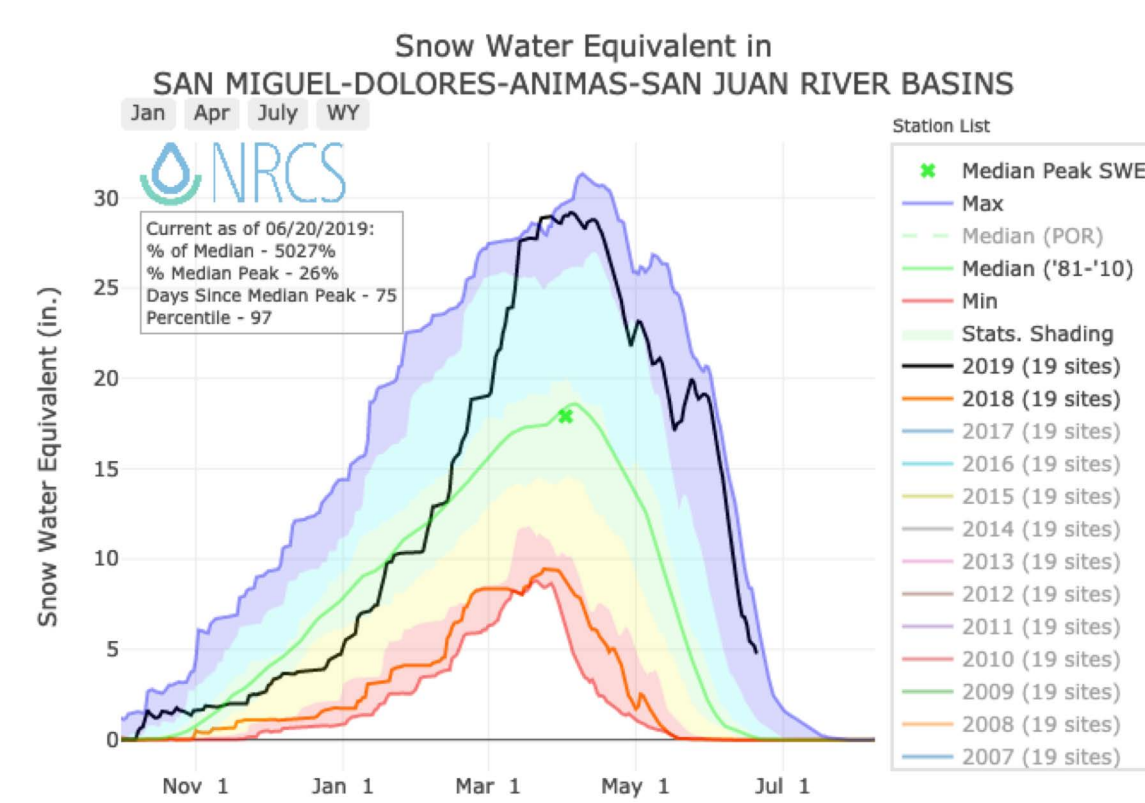 Snow Water Equivalent in
SAN MIGUEL-DOLORES-ANIMAS-SAN JUAN RIVER BASINS
Jan Apr July WY
NRCS
Current as of 06/20/2019:
% of Median - 5027%
% Median Peak - 26%
Days Since Median Peak - 75
Percentile - 97
Snow Water Equivalent (in.)
30
25
20
15
10
5
0
Nov 1 Jan 1 Mar 1 May 1 Jul 1
Station List
Median Peak SWE
Max
Median (POR)
Median ('81-'10)
Min
Stats. Shading
2019 (19 sites)
2018 (19 sites)
2017 (19 sites)
2016 (19 sites)
2015 (19 sites)
2014 (19 sites)
2013 (19 sites)
2012 (19 sites)
2011 (19 sites)
2010 (19 sites)
2009 (19 sites)
2008 (19 sites)
2007 (19 sites)